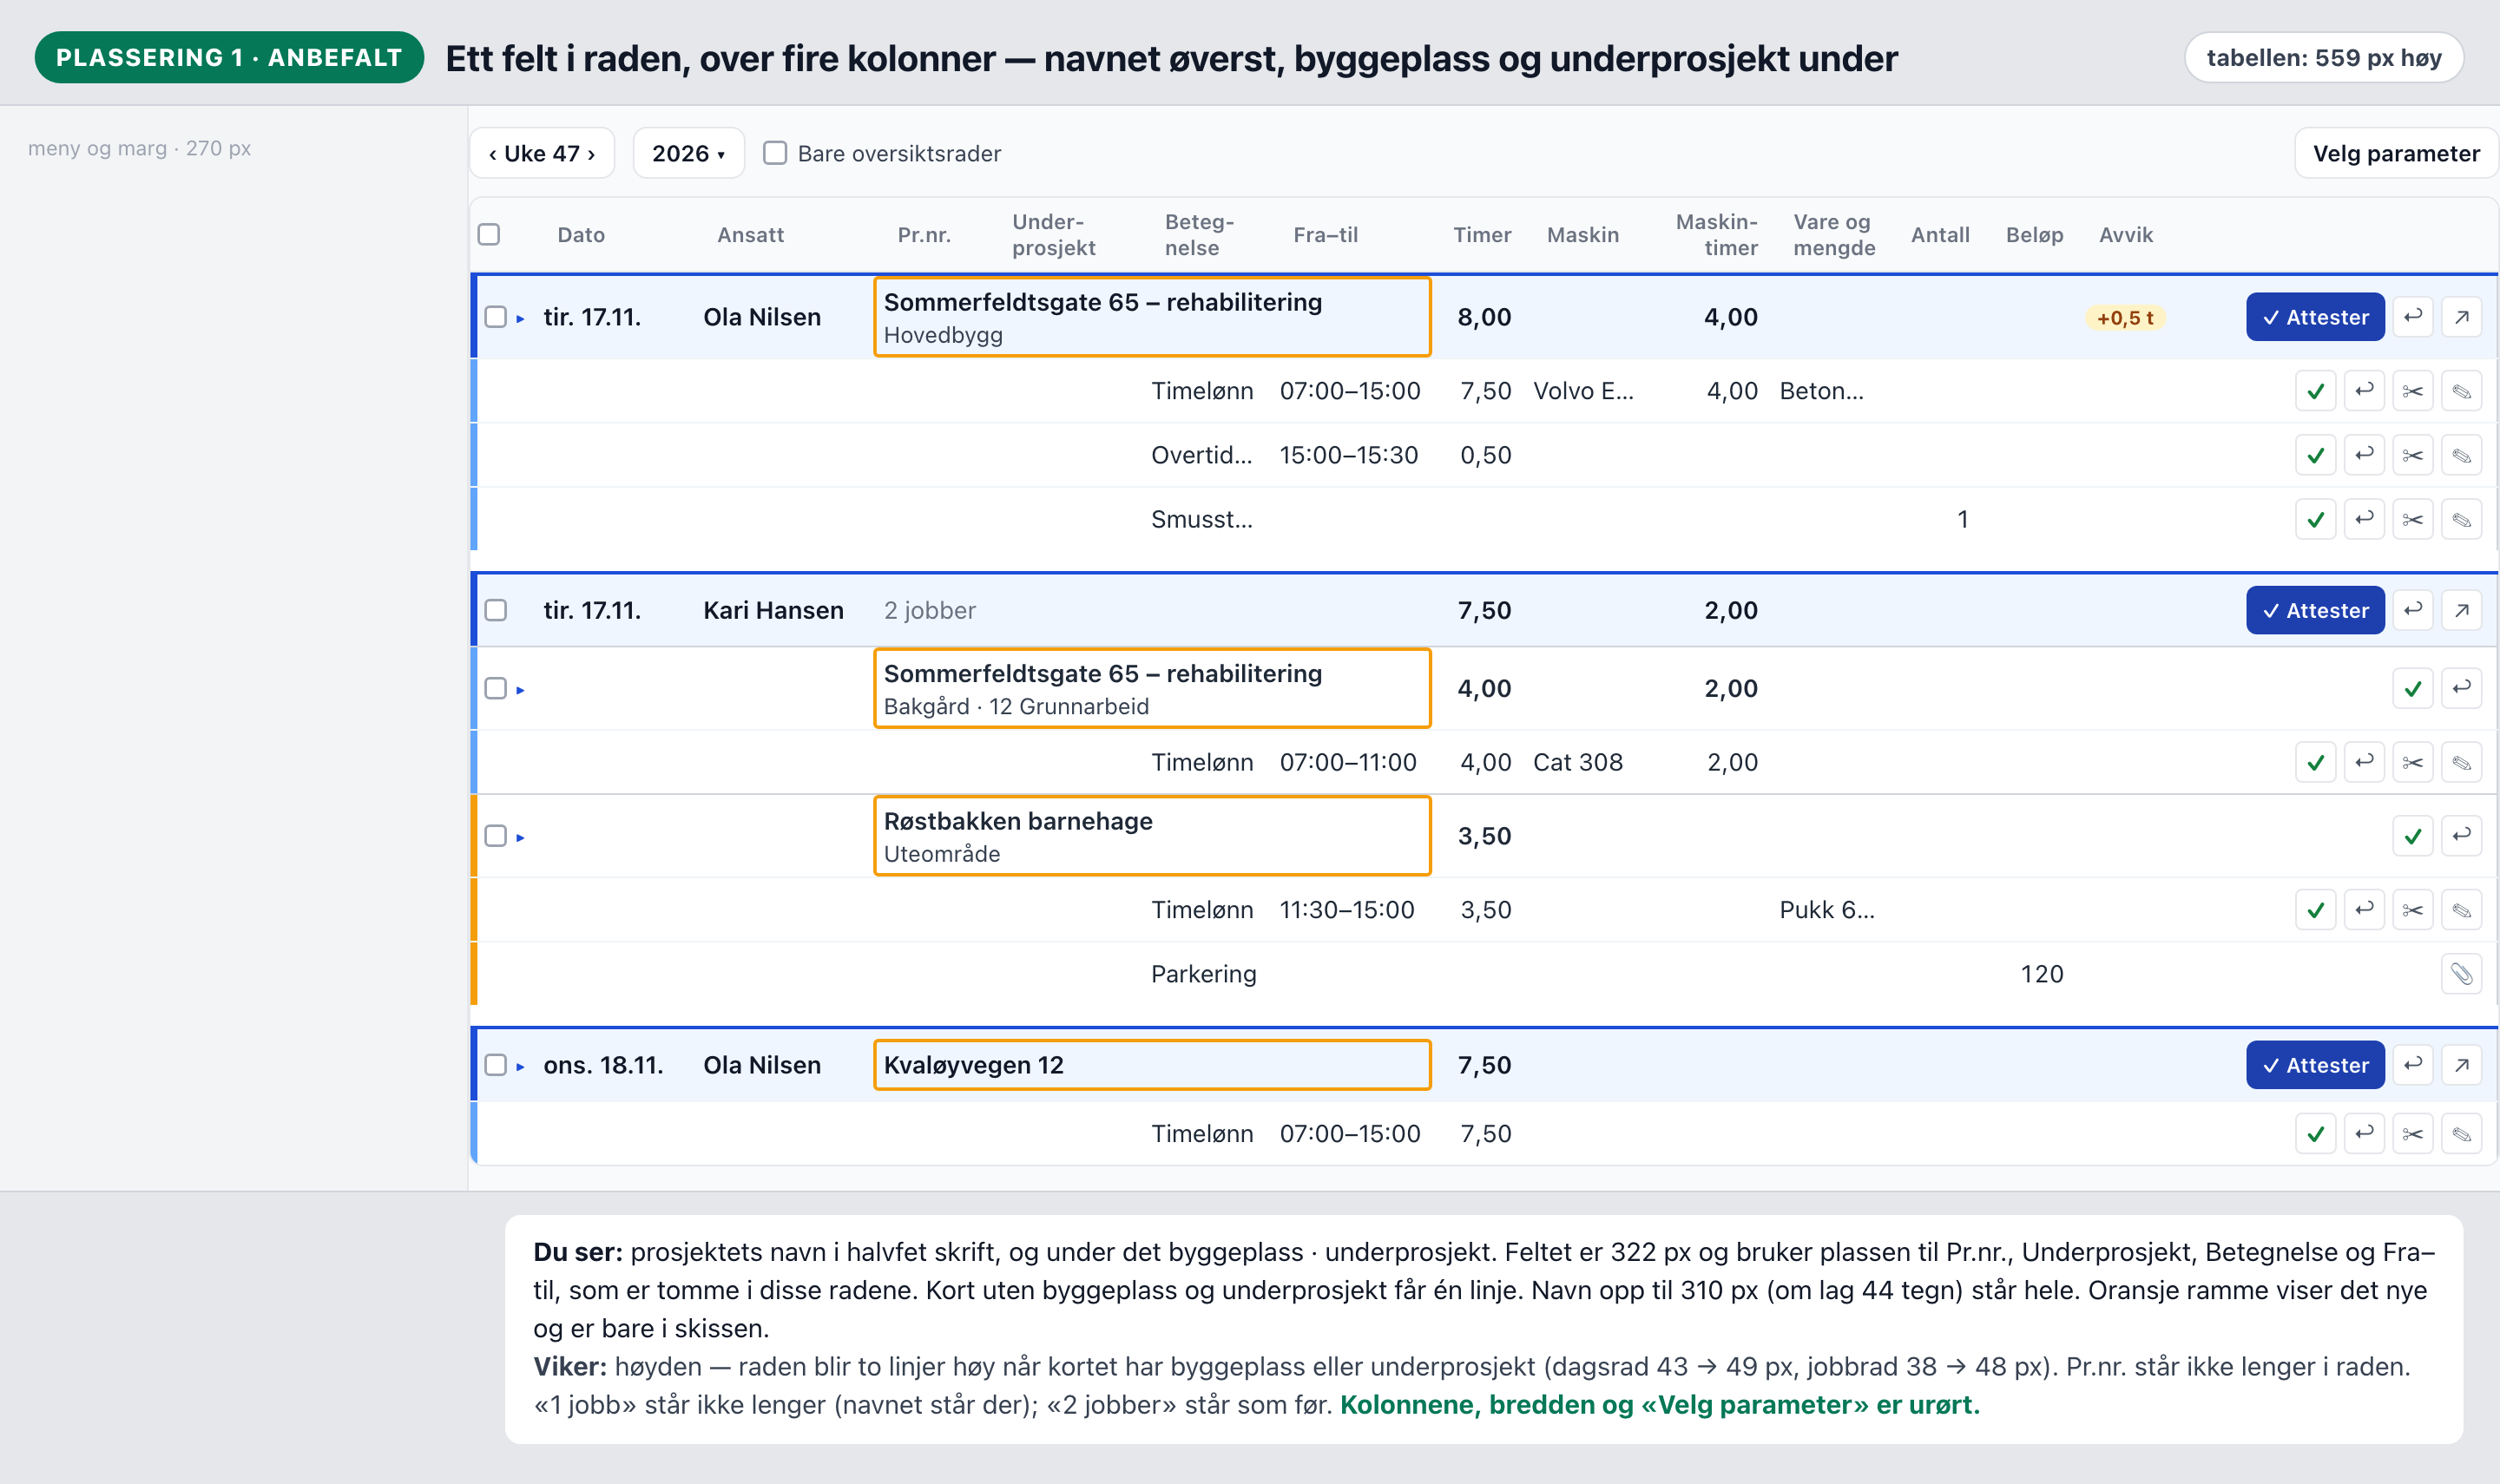 PLASSERING 1 · ANBEFALT Ett felt i raden, over fire kolonner — navnet øverst, byggeplass og underprosjekt under tabellen: 559 px høy
meny og marg · 270 px
‹ Uke 47 › 2026 ▾ Bare oversiktsrader Velg parameter
Dato Ansatt Pr.nr. Under-prosjekt Beteg-nelse Fra–til Timer Maskin Maskin-timer Vare og mengde Antall Beløp Avvik
▸ tir. 17.11. Ola Nilsen Sommerfeldtsgate 65 – rehabilitering 8,00 4,00 +0,5 t ✓ Attester ↩ ↗
Hovedbygg
Timelønn 07:00–15:00 7,50 Volvo E... 4,00 Beton... ✓ ↩ ✂ ✎
Overtid... 15:00–15:30 0,50 ✓ ↩ ✂ ✎
Smusst... 1 ✓ ↩ ✂ ✎
tir. 17.11. Kari Hansen 2 jobber 7,50 2,00 ✓ Attester ↩ ↗
▸ Sommerfeldtsgate 65 – rehabilitering 4,00 2,00 ✓ ↩
Bakgård · 12 Grunnarbeid
Timelønn 07:00–11:00 4,00 Cat 308 2,00 ✓ ↩ ✂ ✎
▸ Røstbakken barnehage 3,50 ✓ ↩
Uteområde
Timelønn 11:30–15:00 3,50 Pukk 6... ✓ ↩ ✂ ✎
Parkering 120 📎
▸ ons. 18.11. Ola Nilsen Kvaløyvegen 12 7,50 ✓ Attester ↩ ↗
Timelønn 07:00–15:00 7,50 ✓ ↩ ✂ ✎
Du ser: prosjektets navn i halvfet skrift, og under det byggeplass · underprosjekt. Feltet er 322 px og bruker plassen til Pr.nr., Underprosjekt, Betegnelse og Fra–
til, som er tomme i disse radene. Kort uten byggeplass og underprosjekt får én linje. Navn opp til 310 px (om lag 44 tegn) står hele. Oransje ramme viser det nye
og er bare i skissen.
Viker: høyden — raden blir to linjer høy når kortet har byggeplass eller underprosjekt (dagsrad 43 → 49 px, jobbrad 38 → 48 px). Pr.nr. står ikke lenger i raden.
«1 jobb» står ikke lenger (navnet står der); «2 jobber» står som før. Kolonnene, bredden og «Velg parameter» er urørt.